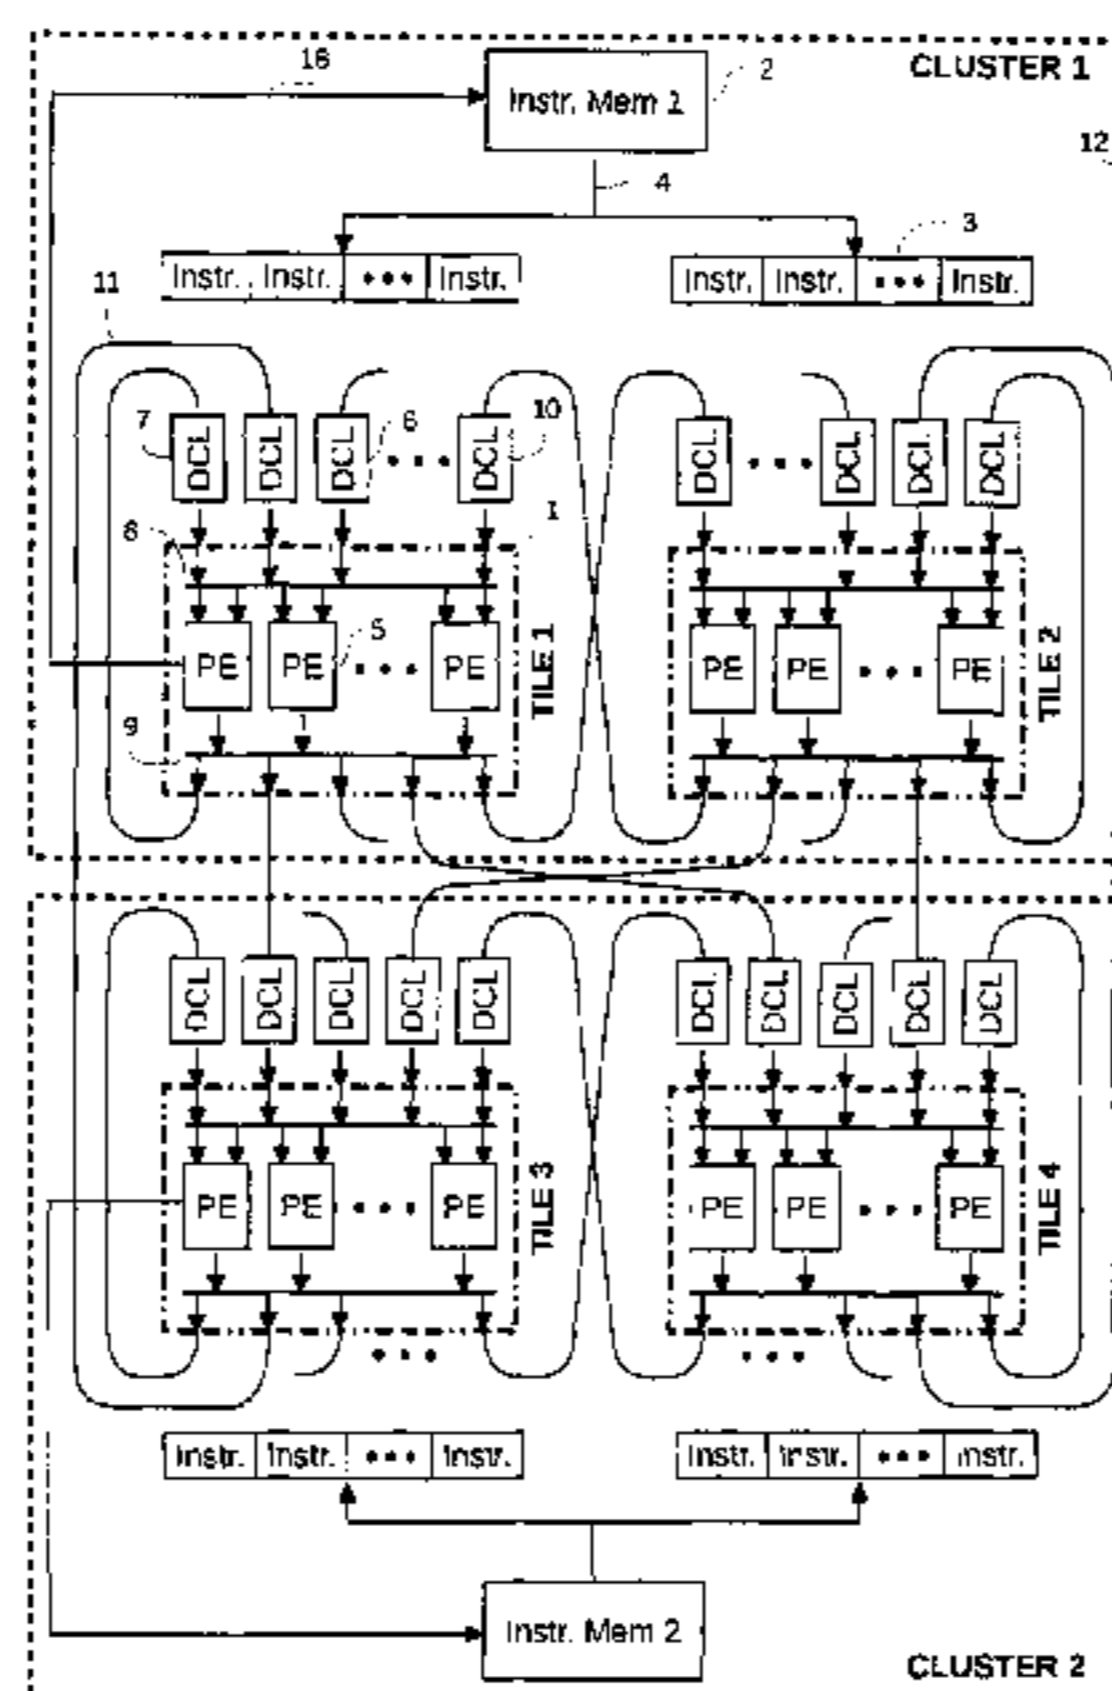 16
Instr. Mem 1
2
CLUSTER 1
12
4
3
Instr. Instr. ••• Instr.
Instr. Instr. ••• Instr.
11
7
DCL DCL DCL ••• DCL
6
10
DCL ••• DCL DCL DCL
8
1
PE PE ••• PE
5
TILE 1
PE PE ••• PE
TILE 2
9
DCL DCL DCL DCL DCL
DCL DCL DCL DCL DCL
PE PE ••• PE
TILE 3
PE PE ••• PE
TILE 4
•••
•••
Instr. Instr. ••• Instr.
Instr. Instr. ••• Instr.
Instr. Mem 2
CLUSTER 2